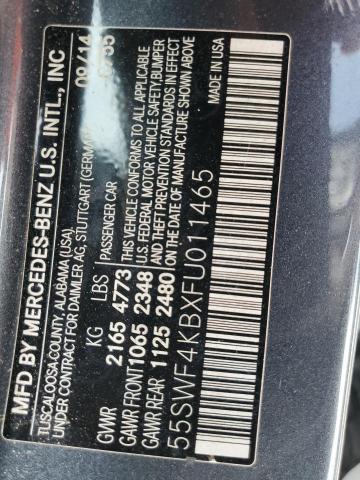 MFD BY MERCEDES-BENZ U.S. INTL., INC
TUSCALOOSA COUNTY, ALABAMA (USA)
UNDER CONTRACT FOR DAIMLER AG, STUTTGART (GERMANY 09/14
KG LBS PASSENGER CAR
GVWR 2165 4773 THIS VEHICLE CONFORMS TO ALL APPLICABLE
GAWR FRONT 1065 2348 U.S. FEDERAL MOTOR VEHICLE SAFETY, BUMPER
GAWR REAR 1125 2480 AND THEFT PREVENTION STANDARDS IN EFFECT
ON THE DATE OF MANUFACTURE SHOWN ABOVE
55SWF4KBXFU011465
MADE IN USA